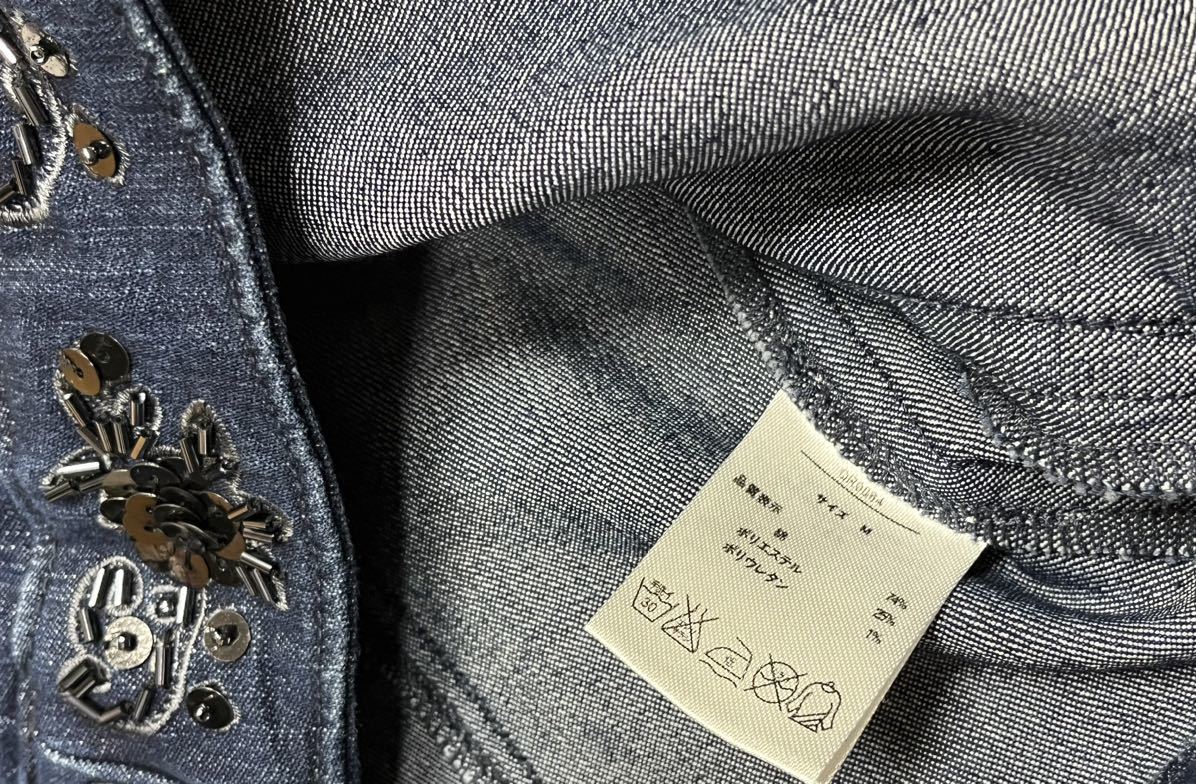 サイズ M
品質表示
綿 74%
ポリエステル 25%
ポリウレタン 1%
30